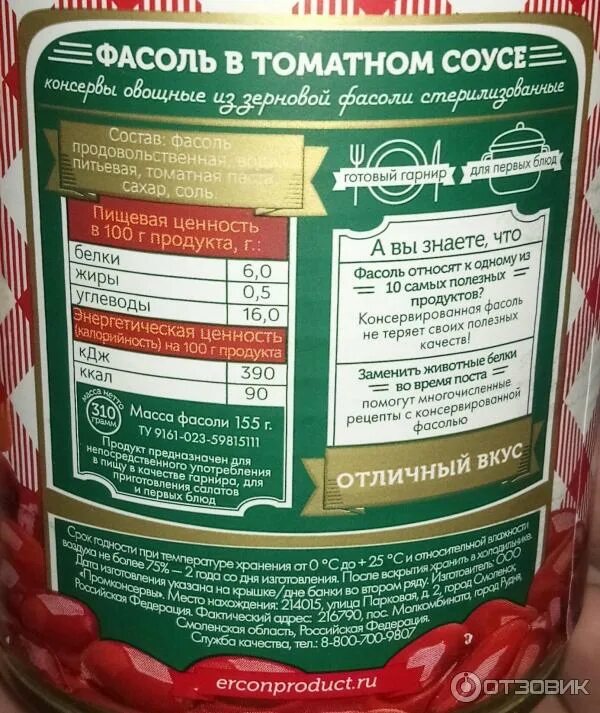 ФАСОЛЬ В ТОМАТНОМ СОУСЕ
консервы овощные из зерновой фасоли стерилизованные
Состав: фасоль
продовольственная, вода
питьевая, томатная паста,
сахар, соль.
готовый гарнир
для первых блюд
Пищевая ценность
в 100 г продукта, г.:
белки 6,0
жиры 0,5
углеводы 16,0
Энергетическая ценность
(калорийность) на 100 г продукта
кДж 390
ккал 90
масса нетто
310
грамм
Масса фасоли 155 г.
ТУ 9161-023-59815111
Продукт предназначен для
непосредственного употребления
в пищу в качестве гарнира, для
приготовления салатов
и первых блюд
А вы знаете, что
Фасоль относят к одному из
10 самых полезных
продуктов?
Консервированная фасоль
не теряет своих полезных
качеств!
Заменить животные белки
во время поста
помогут многочисленные
рецепты с консервированной
фасолью
ОТЛИЧНЫЙ ВКУС
Срок годности при температуре хранения от 0 °С до + 25 °С и относительной влажности
воздуха не более 75% — 2 года со дня изготовления. После вскрытия хранить в холодильнике.
Дата изготовления указана на крышке/дне банки во втором ряду. Изготовитель: ООО
«Промконсервы». Место нахождения: 214015, улица Парковая, д. 2, город Смоленск,
Российская Федерация. Фактический адрес: 216790, пос. Молкомбината, город Рудня,
Смоленская область, Российская Федерация.
Служба качества, тел.: 8-800-700-9807
erconproduct.ru
ОТЗОВИК